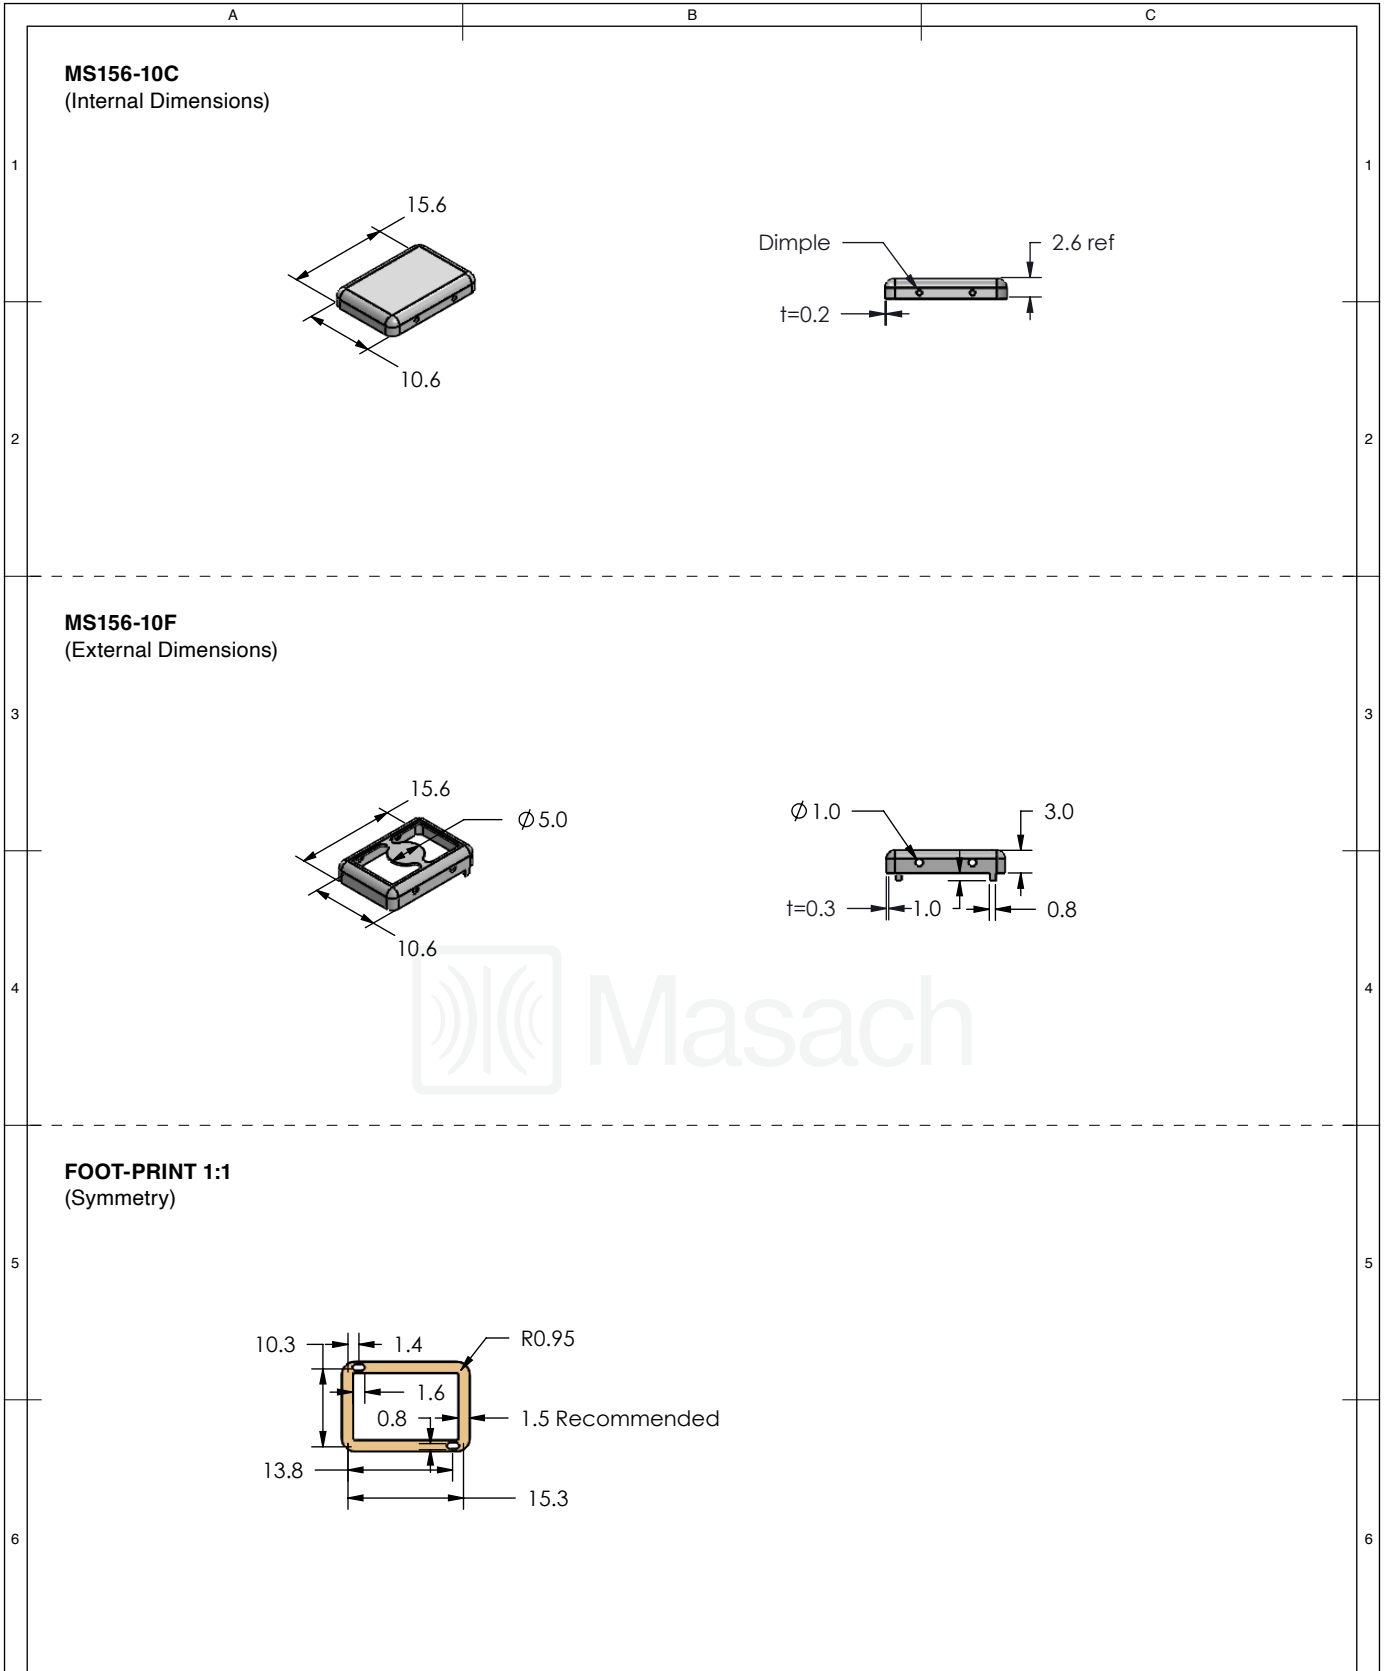 A B C
MS156-10C
(Internal Dimensions)
1 1
15.6
Dimple 2.6 ref
t=0.2
10.6
2 2
MS156-10F
(External Dimensions)
3 3
15.6
∅5.0 ∅1.0 3.0
t=0.3 1.0 0.8
10.6
4 4
Masach
FOOT-PRINT 1:1
(Symmetry)
5 5
10.3 1.4 R0.95
1.6
0.8 1.5 Recommended
13.8
15.3
6 6